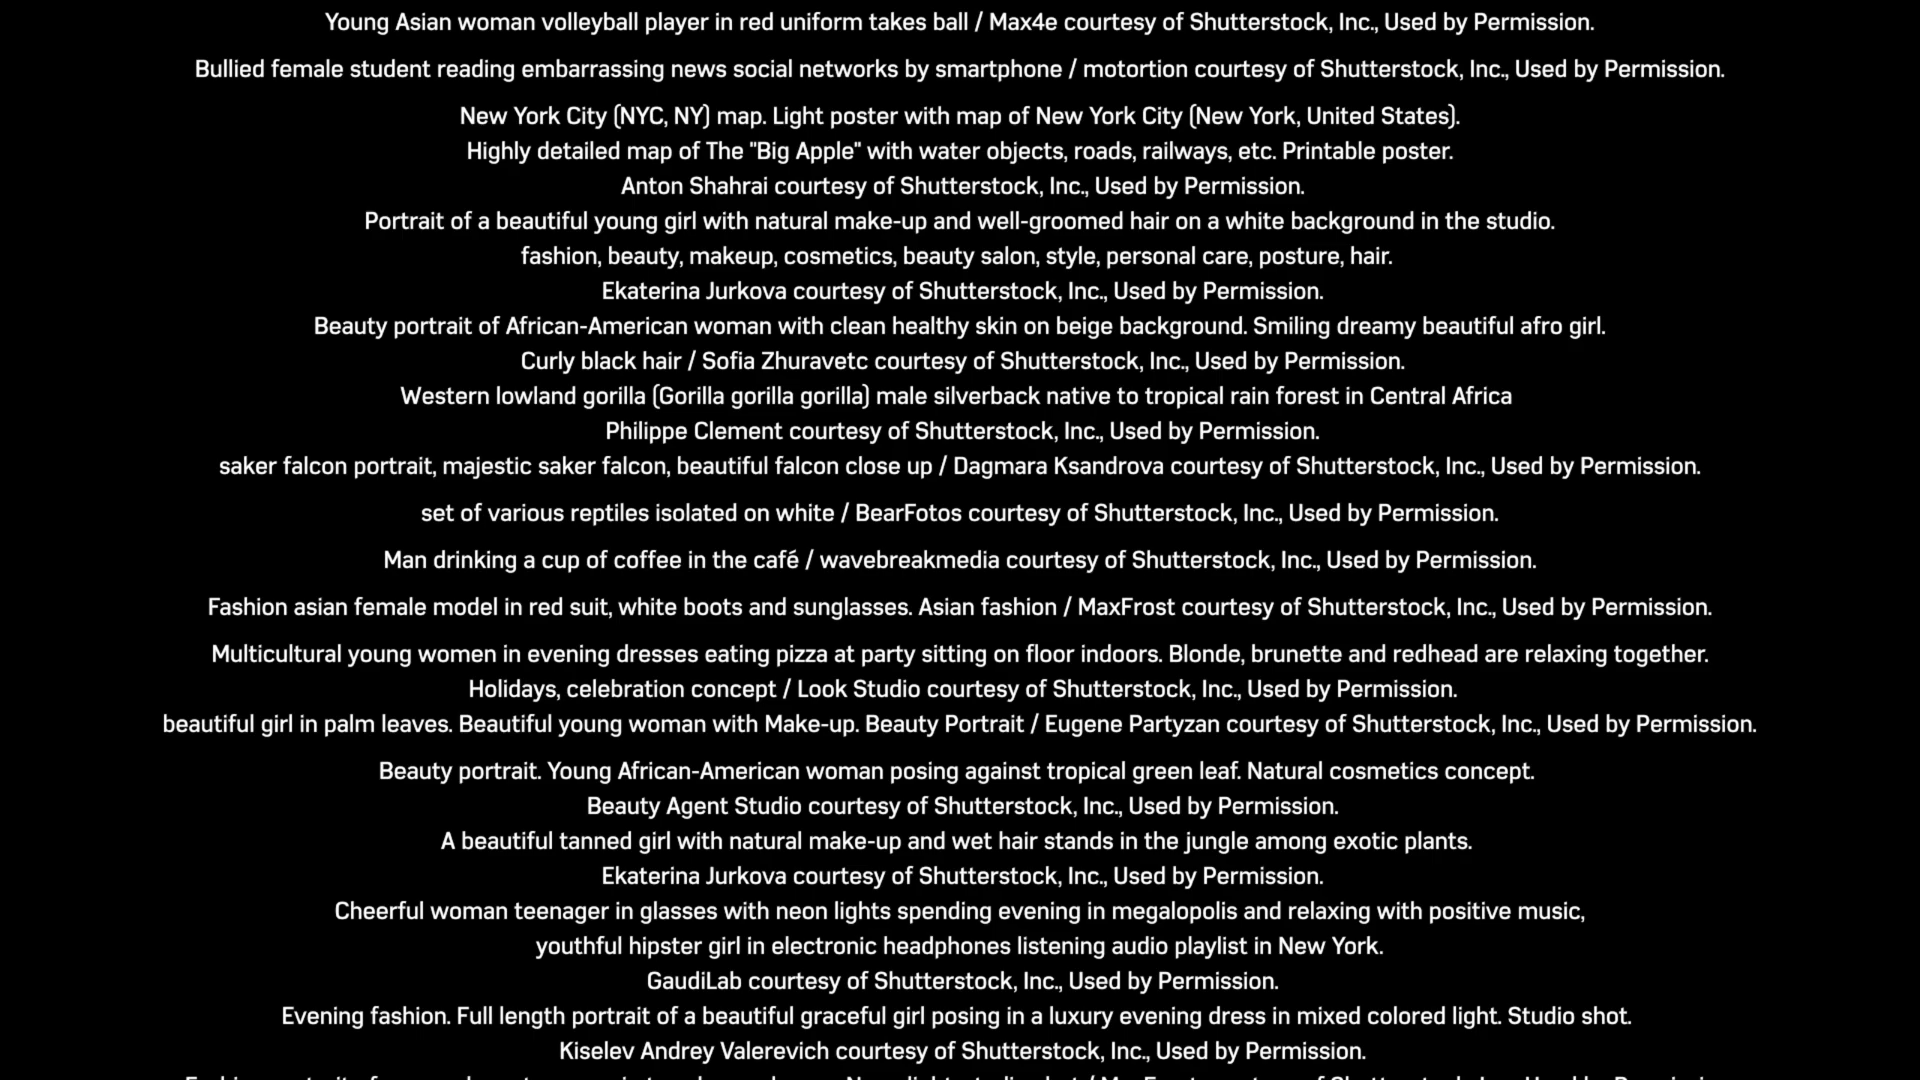 Young Asian woman volleyball player in red uniform takes ball / Max4e courtesy of Shutterstock, Inc., Used by Permission.
Bullied female student reading embarrassing news social networks by smartphone / motortion courtesy of Shutterstock, Inc., Used by Permission.
New York City (NYC, NY) map. Light poster with map of New York City (New York, United States).
Highly detailed map of The "Big Apple" with water objects, roads, railways, etc. Printable poster.
Anton Shahrai courtesy of Shutterstock, Inc., Used by Permission.
Portrait of a beautiful young girl with natural make-up and well-groomed hair on a white background in the studio.
fashion, beauty, makeup, cosmetics, beauty salon, style, personal care, posture, hair.
Ekaterina Jurkova courtesy of Shutterstock, Inc., Used by Permission.
Beauty portrait of African-American woman with clean healthy skin on beige background. Smiling dreamy beautiful afro girl.
Curly black hair / Sofia Zhuravetc courtesy of Shutterstock, Inc., Used by Permission.
Western lowland gorilla (Gorilla gorilla gorilla) male silverback native to tropical rain forest in Central Africa
Philippe Clement courtesy of Shutterstock, Inc., Used by Permission.
saker falcon portrait, majestic saker falcon, beautiful falcon close up / Dagmara Ksandrova courtesy of Shutterstock, Inc., Used by Permission.
set of various reptiles isolated on white / BearFotos courtesy of Shutterstock, Inc., Used by Permission.
Man drinking a cup of coffee in the café / wavebreakmedia courtesy of Shutterstock, Inc., Used by Permission.
Fashion asian female model in red suit, white boots and sunglasses. Asian fashion / MaxFrost courtesy of Shutterstock, Inc., Used by Permission.
Multicultural young women in evening dresses eating pizza at party sitting on floor indoors. Blonde, brunette and redhead are relaxing together.
Holidays, celebration concept / Look Studio courtesy of Shutterstock, Inc., Used by Permission.
beautiful girl in palm leaves. Beautiful young woman with Make-up. Beauty Portrait / Eugene Partyzan courtesy of Shutterstock, Inc., Used by Permission.
Beauty portrait. Young African-American woman posing against tropical green leaf. Natural cosmetics concept.
Beauty Agent Studio courtesy of Shutterstock, Inc., Used by Permission.
A beautiful tanned girl with natural make-up and wet hair stands in the jungle among exotic plants.
Ekaterina Jurkova courtesy of Shutterstock, Inc., Used by Permission.
Cheerful woman teenager in glasses with neon lights spending evening in megalopolis and relaxing with positive music,
youthful hipster girl in electronic headphones listening audio playlist in New York.
GaudiLab courtesy of Shutterstock, Inc., Used by Permission.
Evening fashion. Full length portrait of a beautiful graceful girl posing in a luxury evening dress in mixed colored light. Studio shot.
Kiselev Andrey Valerevich courtesy of Shutterstock, Inc., Used by Permission.